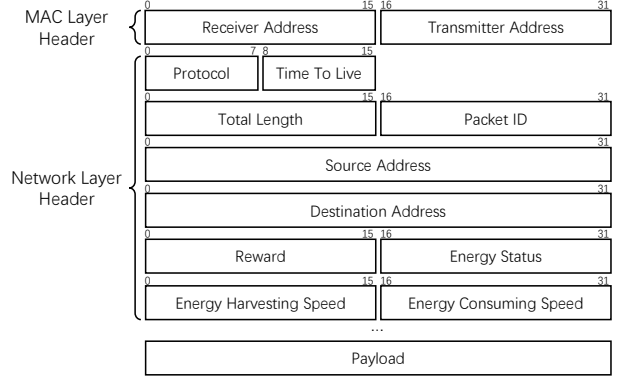 0 15 16 31
MAC Layer
Header
Receiver Address Transmitter Address
0 7 8 15
Protocol Time To Live
0 15 16 31
Total Length Packet ID
0 31
Source Address
Network Layer
Header
0 31
Destination Address
0 15 16 31
Reward Energy Status
0 15 16 31
Energy Harvesting Speed Energy Consuming Speed
...
Payload